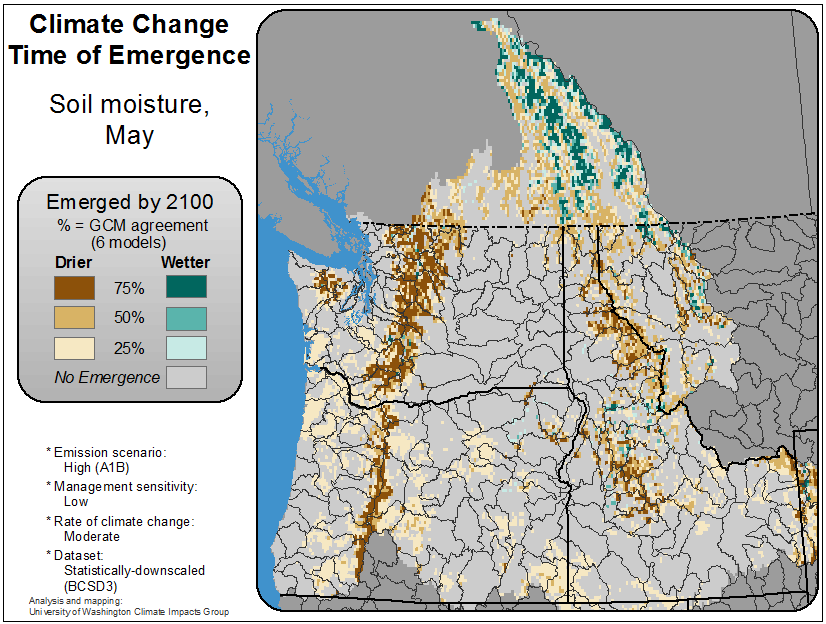 Climate Change
Time of Emergence
Soil moisture,
May
Emerged by 2100
% = GCM agreement
(6 models)
Drier Wetter
75%
50%
25%
No Emergence
* Emission scenario:
High (A1B)
* Management sensitivity:
Low
* Rate of climate change:
Moderate
* Dataset:
Statistically-downscaled
(BCSD3)
Analysis and mapping:
University of Washington Climate Impacts Group